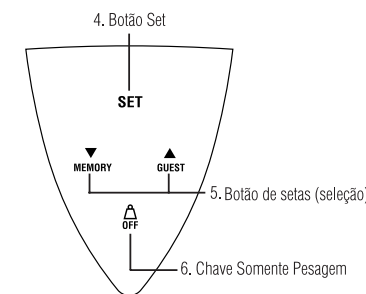 4. Botão Set
SET
▼ ▲
MEMORY GUEST
5. Botão de setas (seleção)
OFF
6. Chave Somente Pesagem